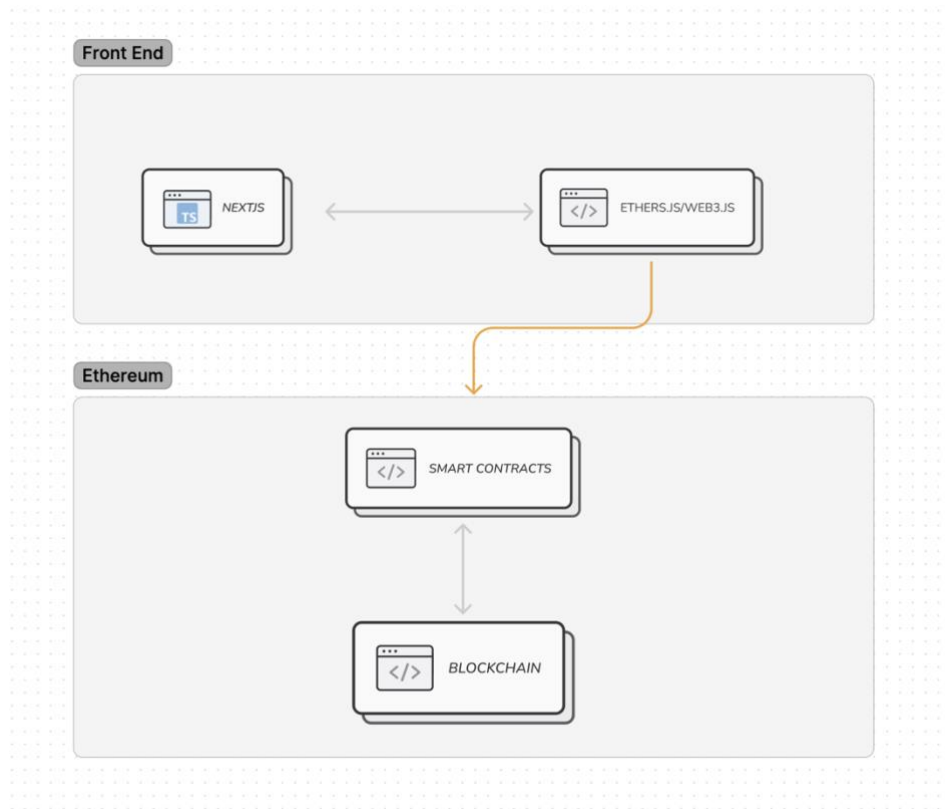 Front End
TS
NEXTJS
</>
ETHERS.JS/WEB3.JS
Ethereum
</>
SMART CONTRACTS
</>
BLOCKCHAIN